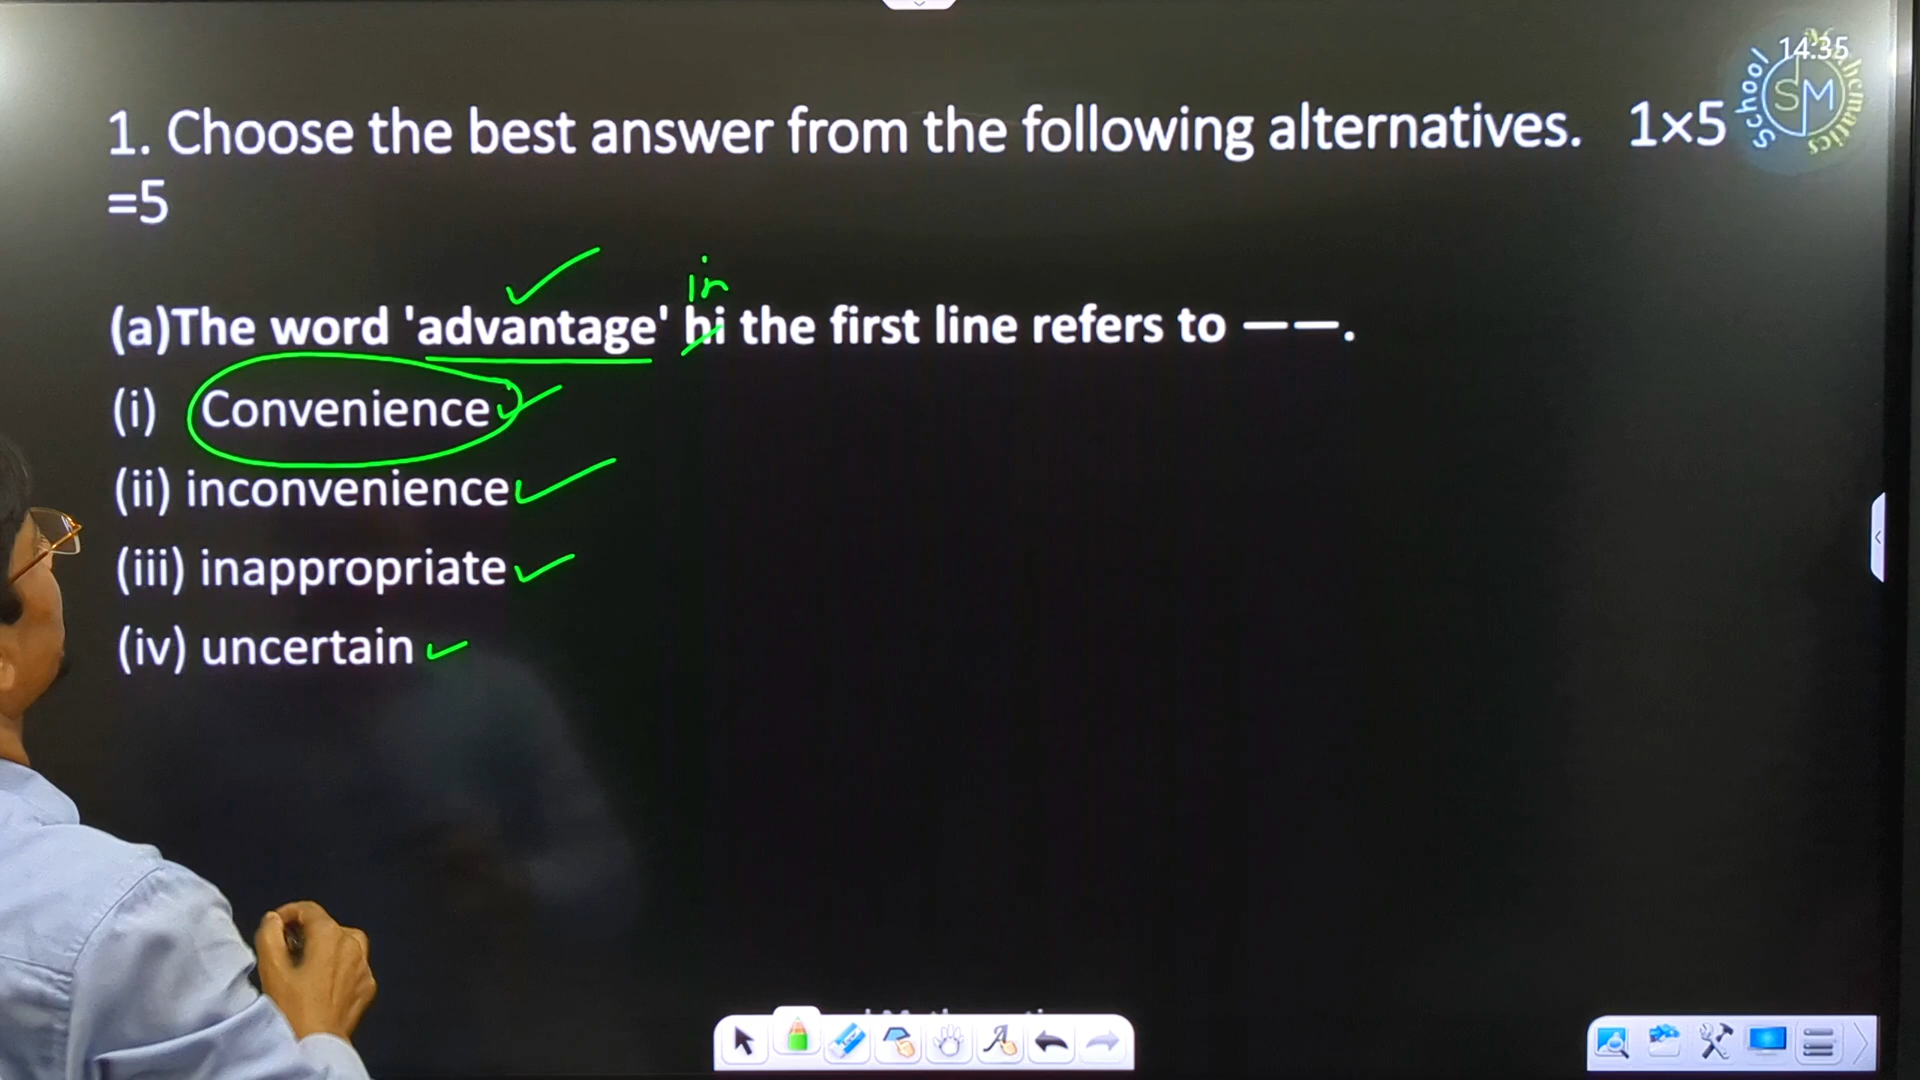 14:35
School Mathematics
SM
1. Choose the best answer from the following alternatives. 1×5
=5
in
(a)The word 'advantage' hi the first line refers to ——.
(i) Convenience
(ii) inconvenience
(iii) inappropriate
(iv) uncertain